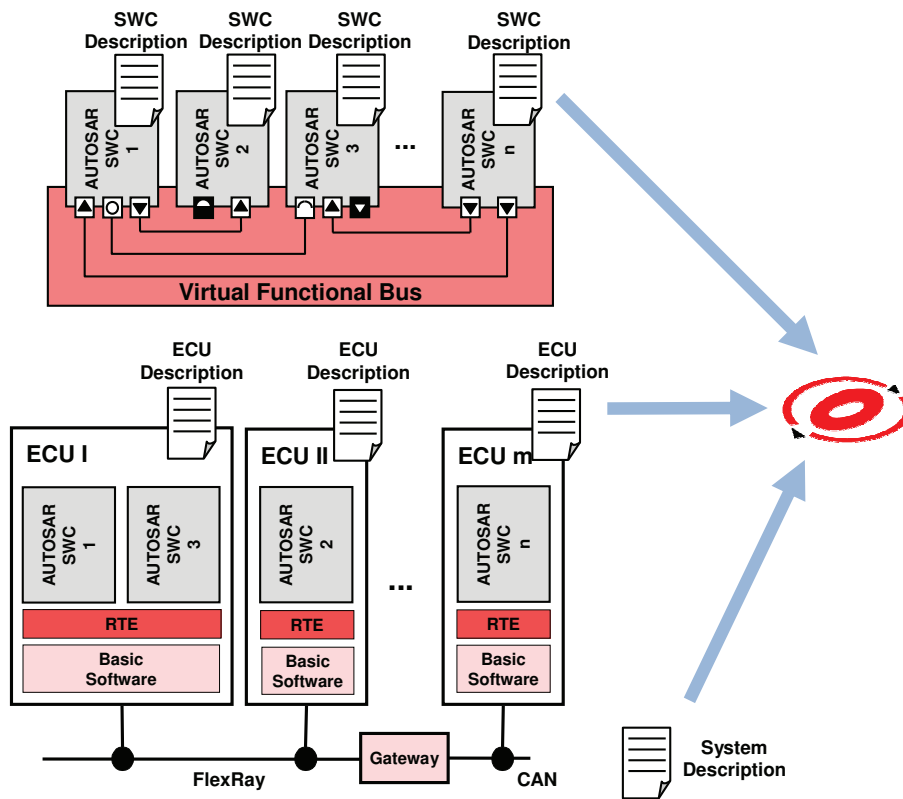 SWC
Description
SWC
Description
SWC
Description
SWC
Description
AUTOSAR
SWC
1
AUTOSAR
SWC
2
AUTOSAR
SWC
3
...
AUTOSAR
SWC
n
Virtual Functional Bus
ECU
Description
ECU
Description
ECU
Description
ECU I
ECU II
ECU m
AUTOSAR
SWC
1
AUTOSAR
SWC
3
AUTOSAR
SWC
2
...
AUTOSAR
SWC
n
RTE
RTE
RTE
Basic
Software
Basic
Software
Basic
Software
Gateway
FlexRay
CAN
System
Description